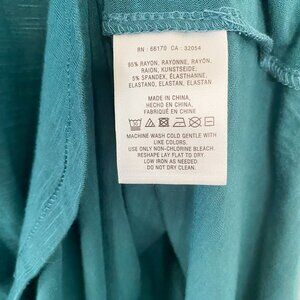 RN : 66170 CA : 32054
95% RAYON, RAYONNE, RAYON,
RAION, KUNSTSEIDE,
5% SPANDEX, ÉLASTHANNE,
ELASTANO, ELASTAN, ELASTAN
MADE IN CHINA,
HECHO EN CHINA,
FABRIQUÉ EN CHINE
MACHINE WASH COLD GENTLE WITH
LIKE COLORS.
USE ONLY NON-CHLORINE BLEACH
RESHAPE LAY FLAT TO DRY.
LOW IRON AS NEEDED.
DO NOT DRY CLEAN.